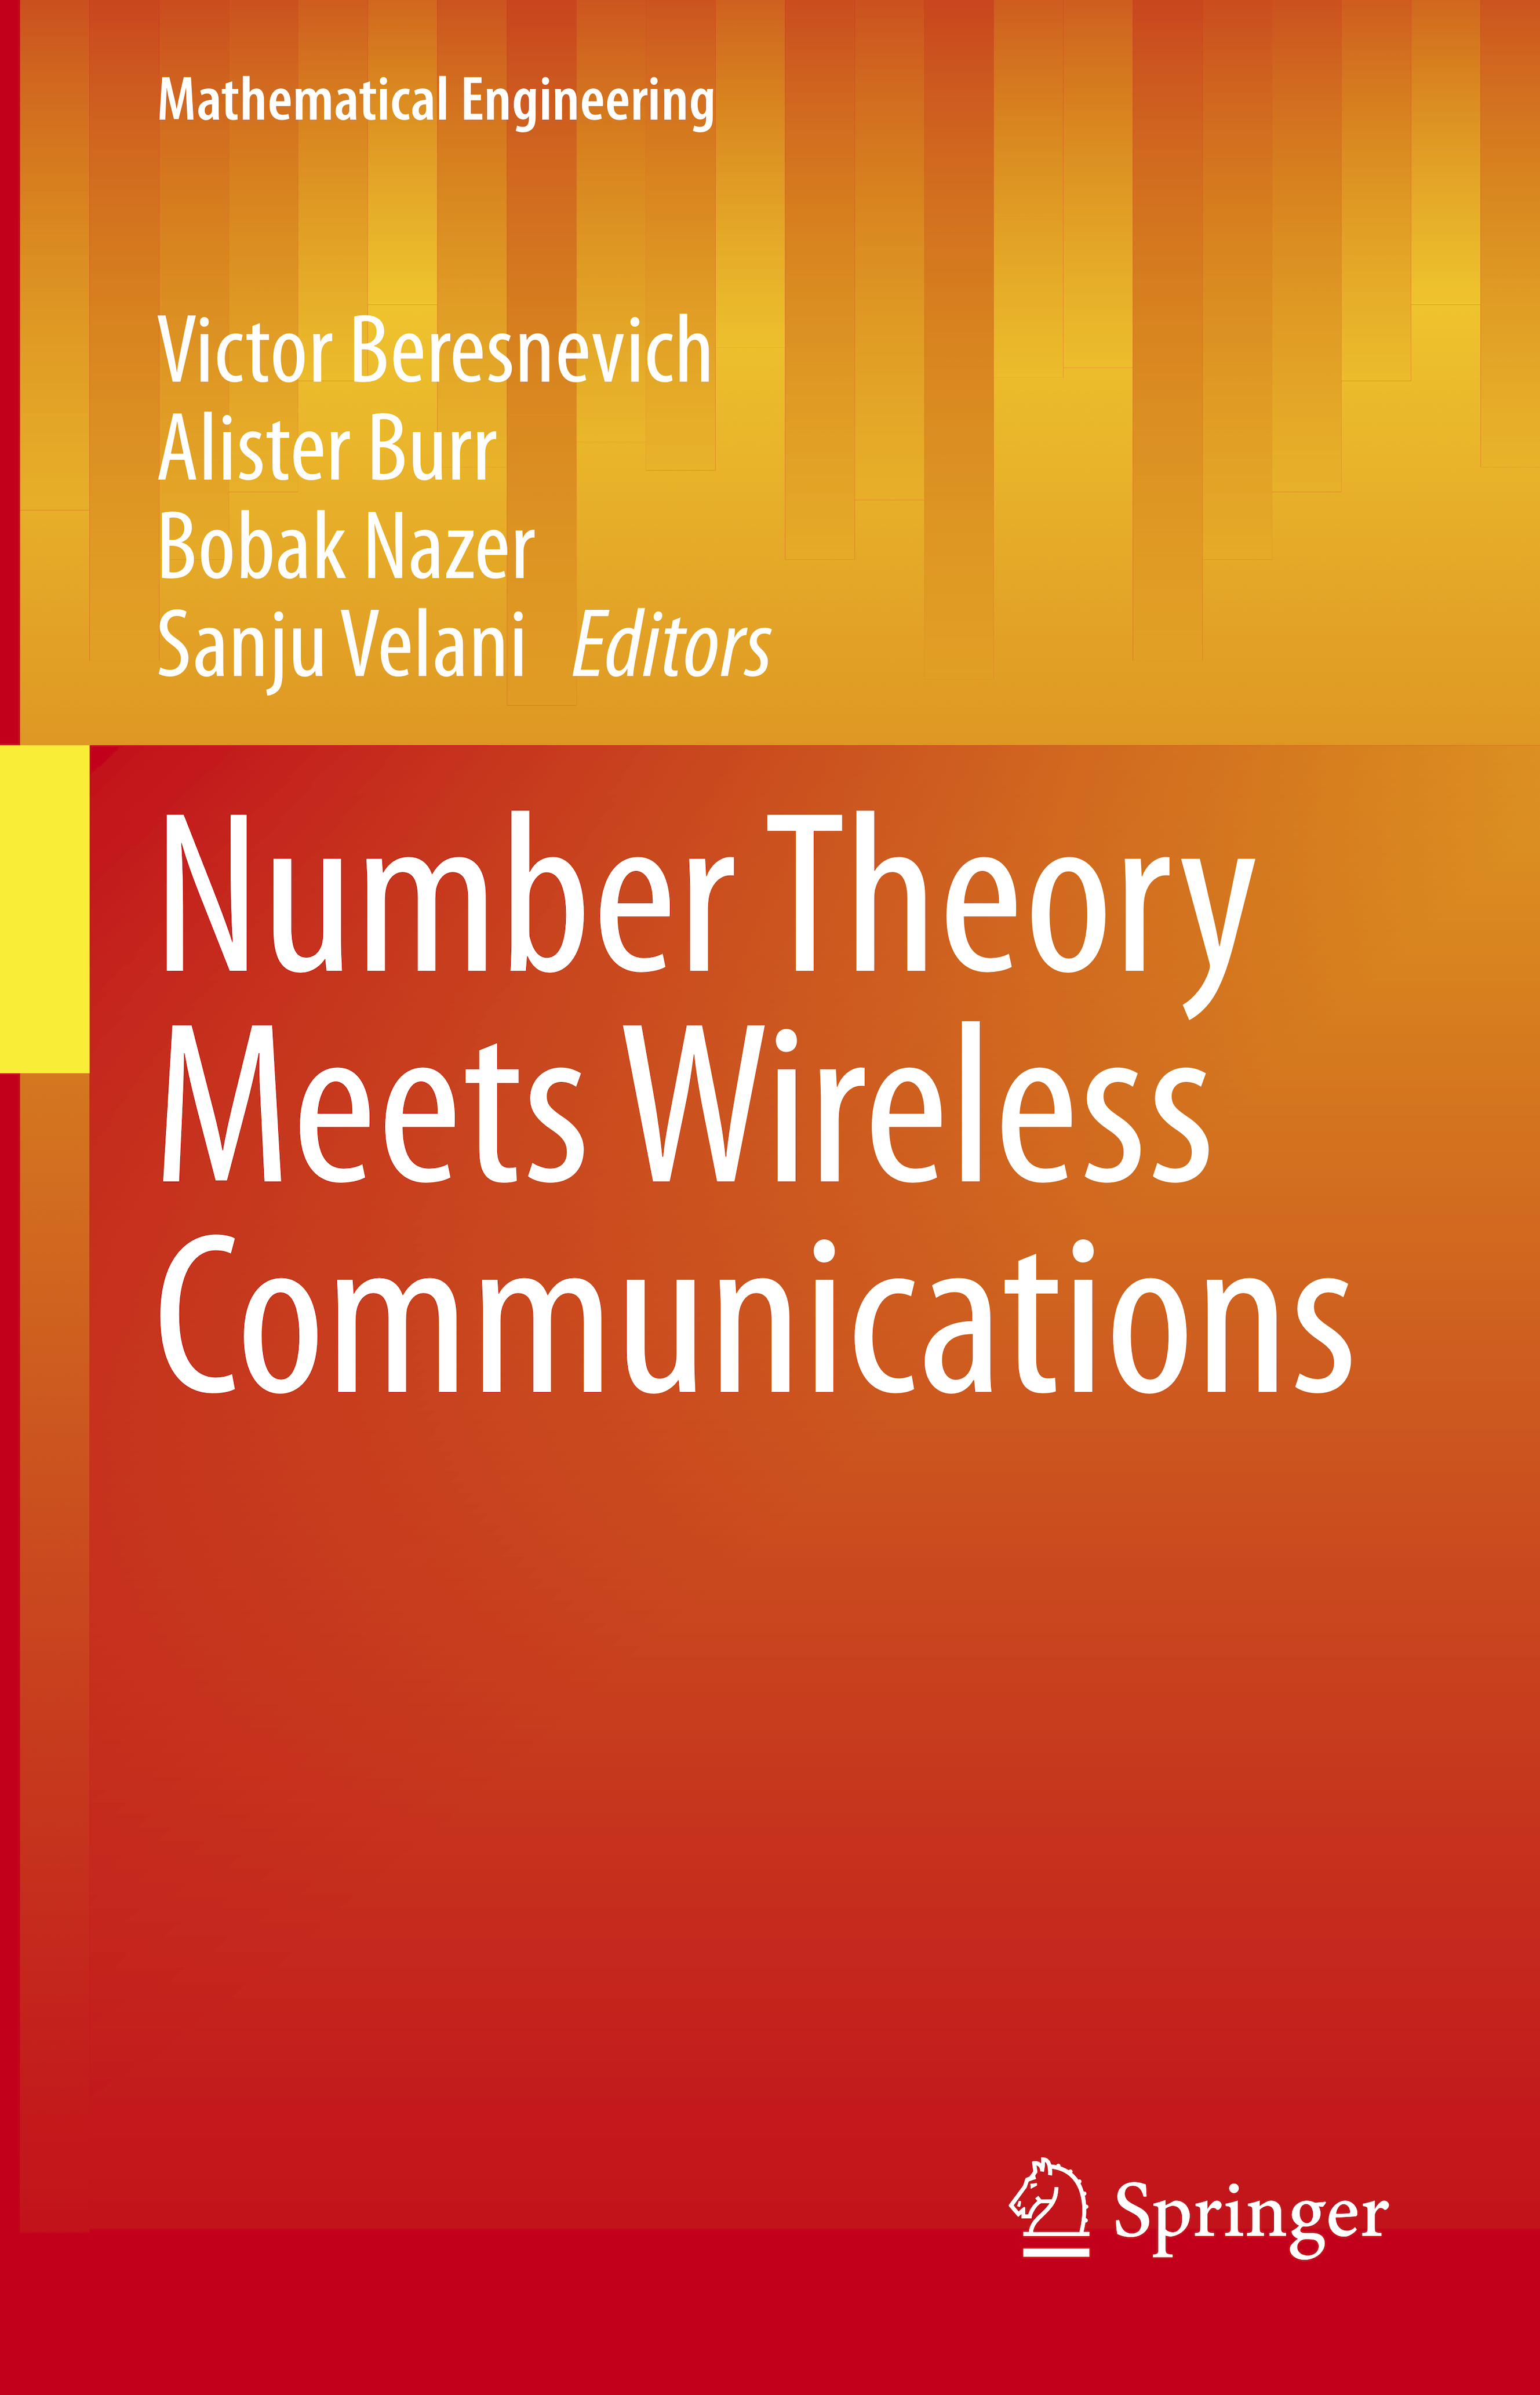 Mathematical Engineering
Victor Beresnevich
Alister Burr
Bobak Nazer
Sanju Velani Editors
Number Theory
Meets Wireless
Communications
Springer